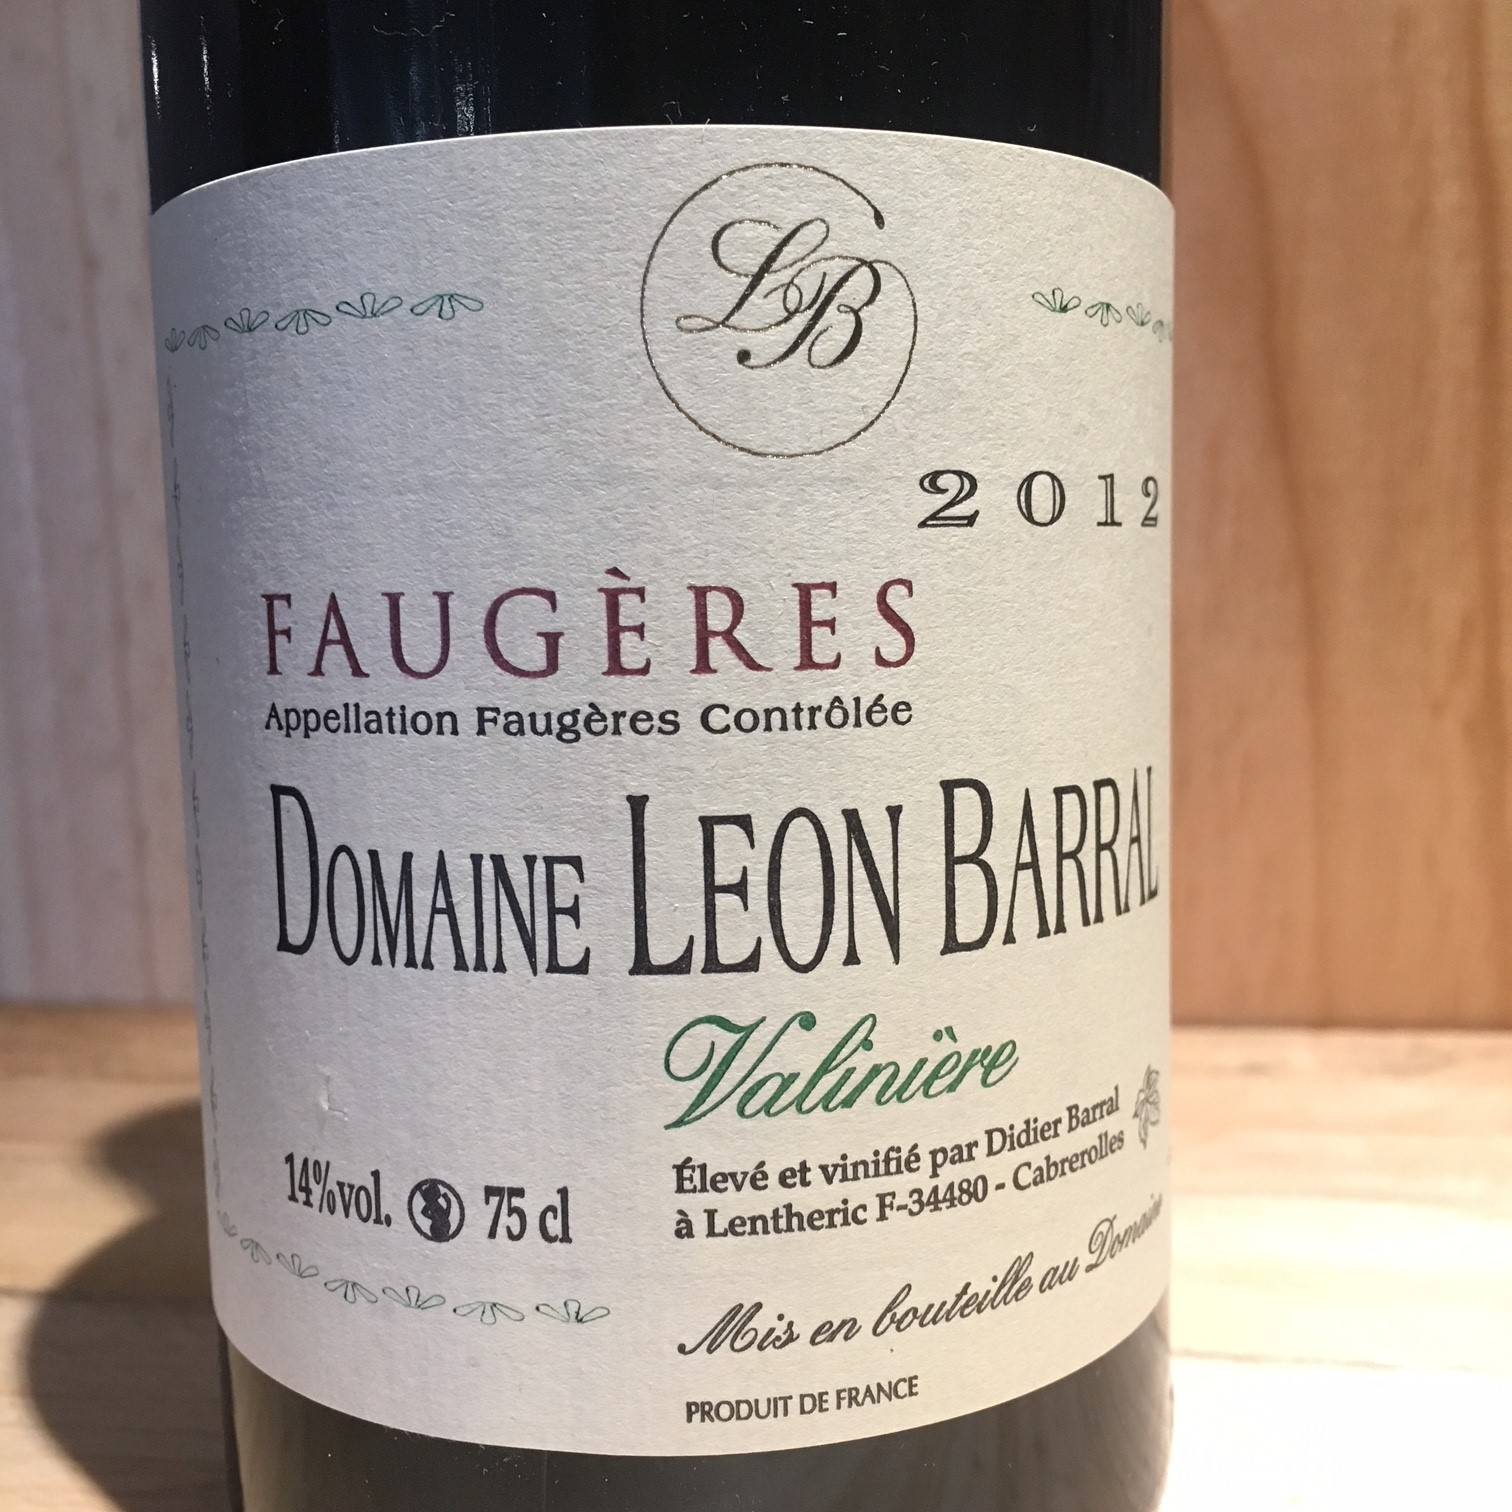 LB
2012
FAUGÈRES
Appellation Faugères Contrôlée
DOMAINE LEON BARRAL
Valinière
Élevé et vinifié par Didier Barral
à Lentheric F-34480 - Cabrerolles
14%vol. 75 cl
Mis en bouteille au Domaine
PRODUIT DE FRANCE